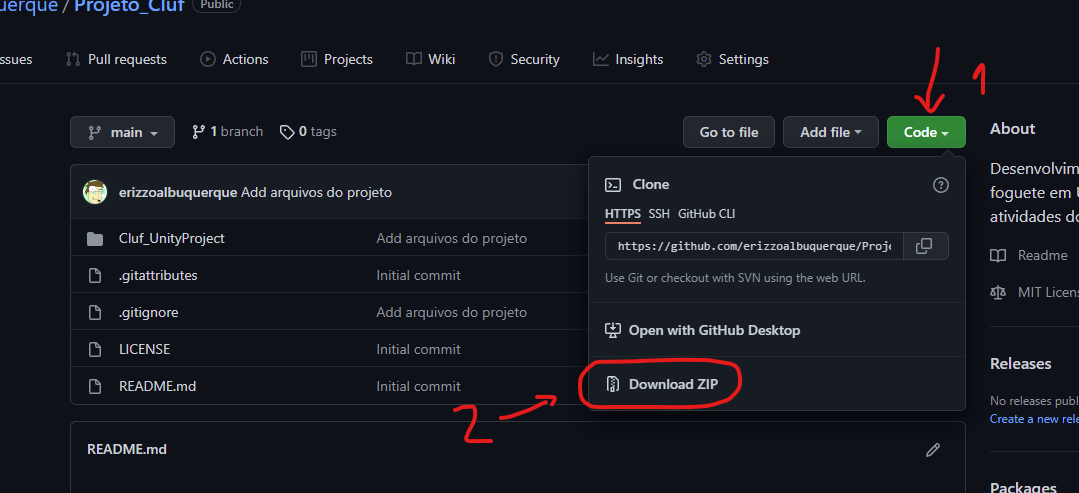 uerque / Projeto_Cluf Public
ssues Pull requests Actions Projects Wiki Security Insights Settings
1
main 1 branch 0 tags Go to file Add file Code About
erizzoalbuquerque Add arquivos do projeto
Clone
HTTPS SSH GitHub CLI
https://github.com/erizzoalbuquerque/Proje
Use Git or checkout with SVN using the web URL.
Open with GitHub Desktop
Download ZIP
2
Cluf_UnityProject Add arquivos do projeto
.gitattributes Initial commit
.gitignore Add arquivos do projeto
LICENSE Initial commit
README.md Initial commit
README.md
Desenvolvim
foguete em U
atividades do
Readme
MIT Licens
Releases
No releases publ
Create a new rele
Packages